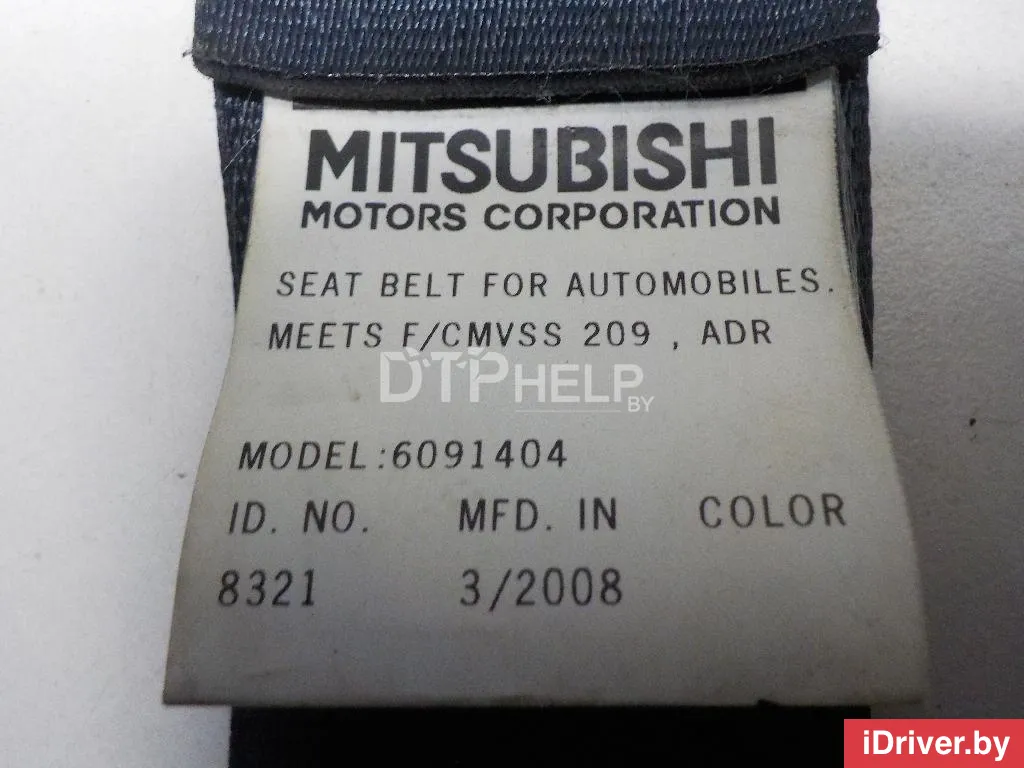 MITSUBISHI
MOTORS CORPORATION
SEAT BELT FOR AUTOMOBILES.
MEETS F/CMVSS 209 , ADR
DTPHELP.BY
MODEL:6091404
ID. NO. MFD. IN COLOR
8321 3/2008
iDriver.by